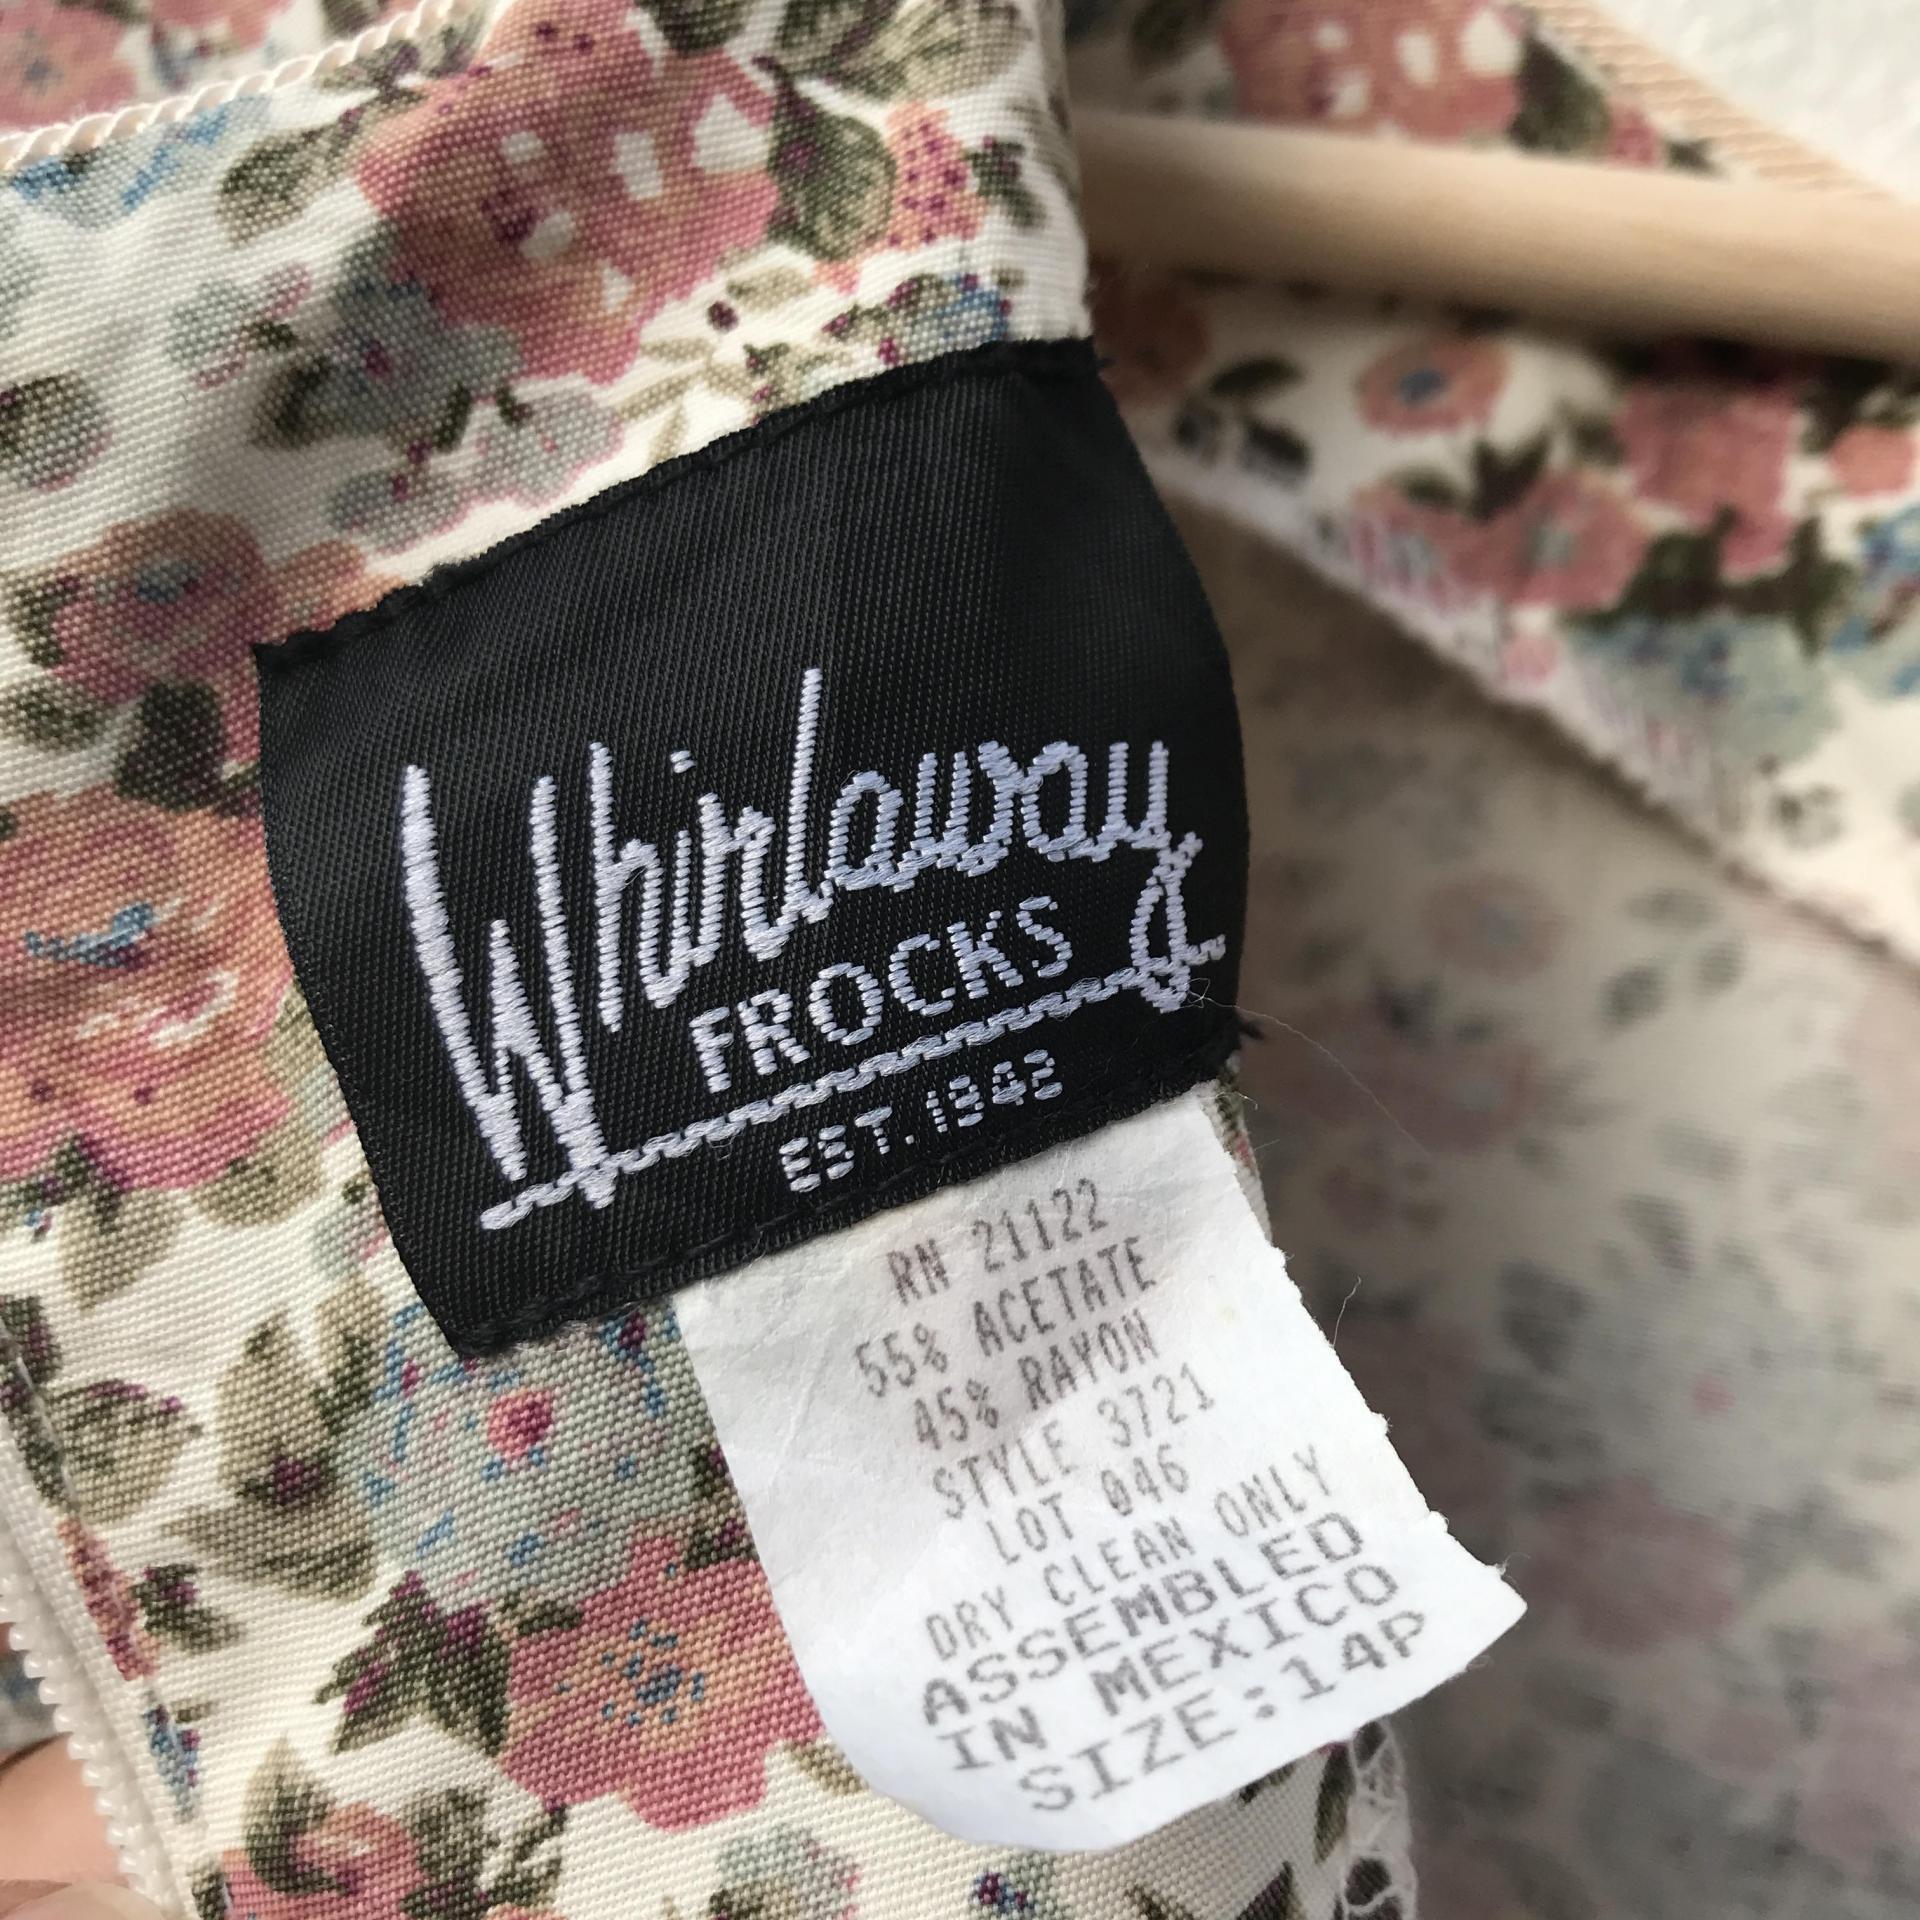 Whirlaway
FROCKS
EST. 1942
RN 21122
55% ACETATE
45% RAYON
STYLE 3721
LOT 046
DRY CLEAN ONLY
ASSEMBLED
IN MEXICO
SIZE:14P